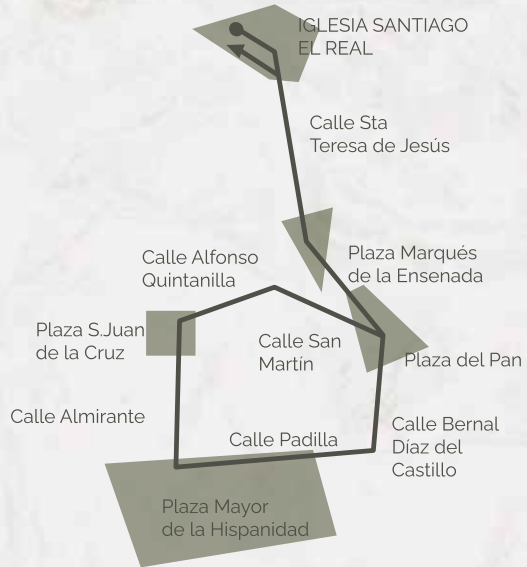 IGLESIA SANTIAGO
EL REAL
Calle Sta
Teresa de Jesús
Calle Alfonso
Quintanilla
Plaza Marqués
de la Ensenada
Plaza S.Juan
de la Cruz
Calle San
Martín
Plaza del Pan
Calle Almirante
Calle Padilla
Calle Bernal
Díaz del
Castillo
Plaza Mayor
de la Hispanidad